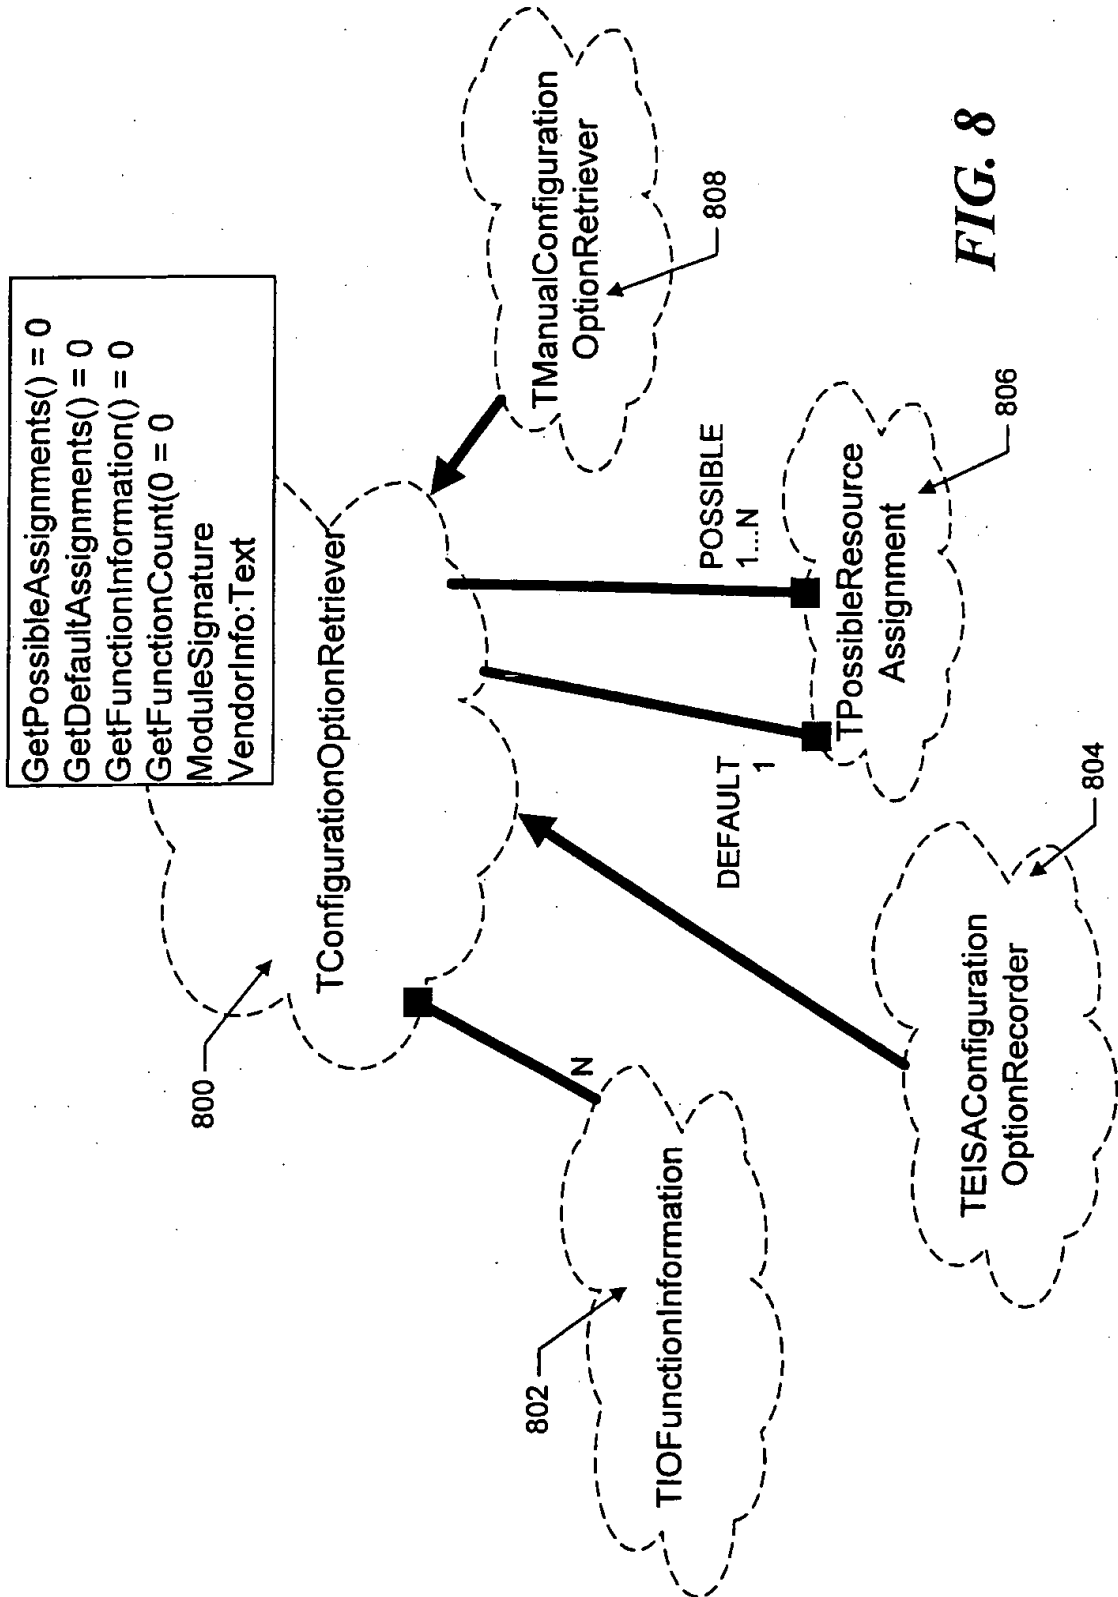 GetPossibleAssignments() = 0
GetDefaultAssignments() = 0
GetFunctionInformation() = 0
GetFunctionCount(0 = 0
ModuleSignature
VendorInfo:Text
800
TConfigurationOptionRetriever
802
TIOFunctionInformation
N
DEFAULT
1
POSSIBLE
1...N
TManualConfiguration
OptionRetriever
808
TEISAConfiguration
OptionRecorder
804
TPossibleResource
Assignment
806
FIG. 8